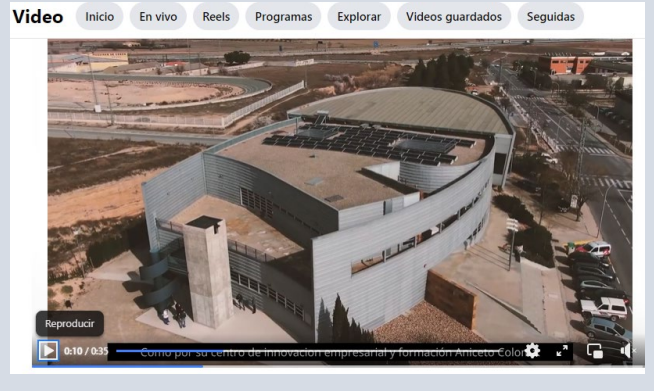 Video Inicio En vivo Reels Programas Explorar Videos guardados Seguidas
Reproducir
0:10 / 0:35
Como por su centro de innovación empresarial y formación Aniceto Colom